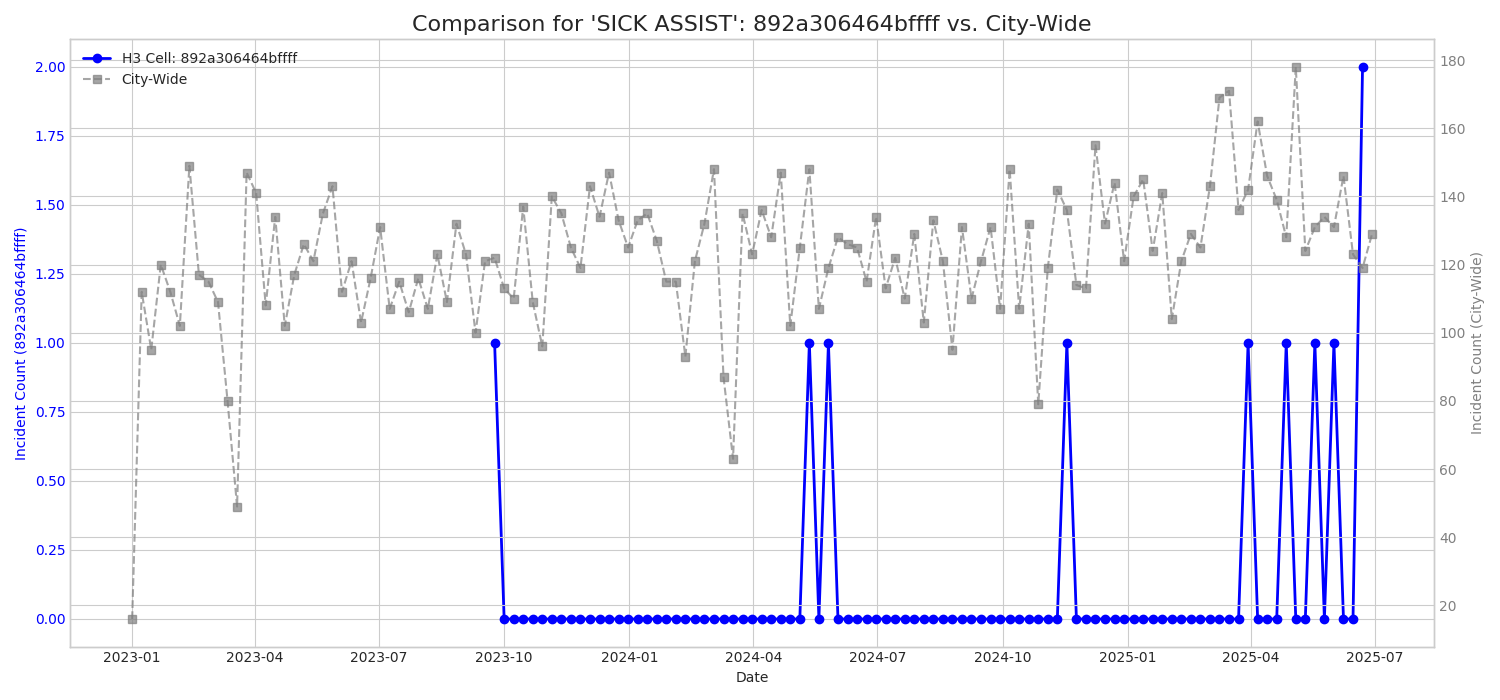 Comparison for 'SICK ASSIST': 892a306464bffff vs. City-Wide
H3 Cell: 892a306464bffff
City-Wide
2.00
1.75
1.50
1.25
1.00
0.75
0.50
0.25
0.00
Incident Count (892a306464bffff)
180
160
140
120
100
80
60
40
20
Incident Count (City-Wide)
2023-01 2023-04 2023-07 2023-10 2024-01 2024-04 2024-07 2024-10 2025-01 2025-04 2025-07
Date